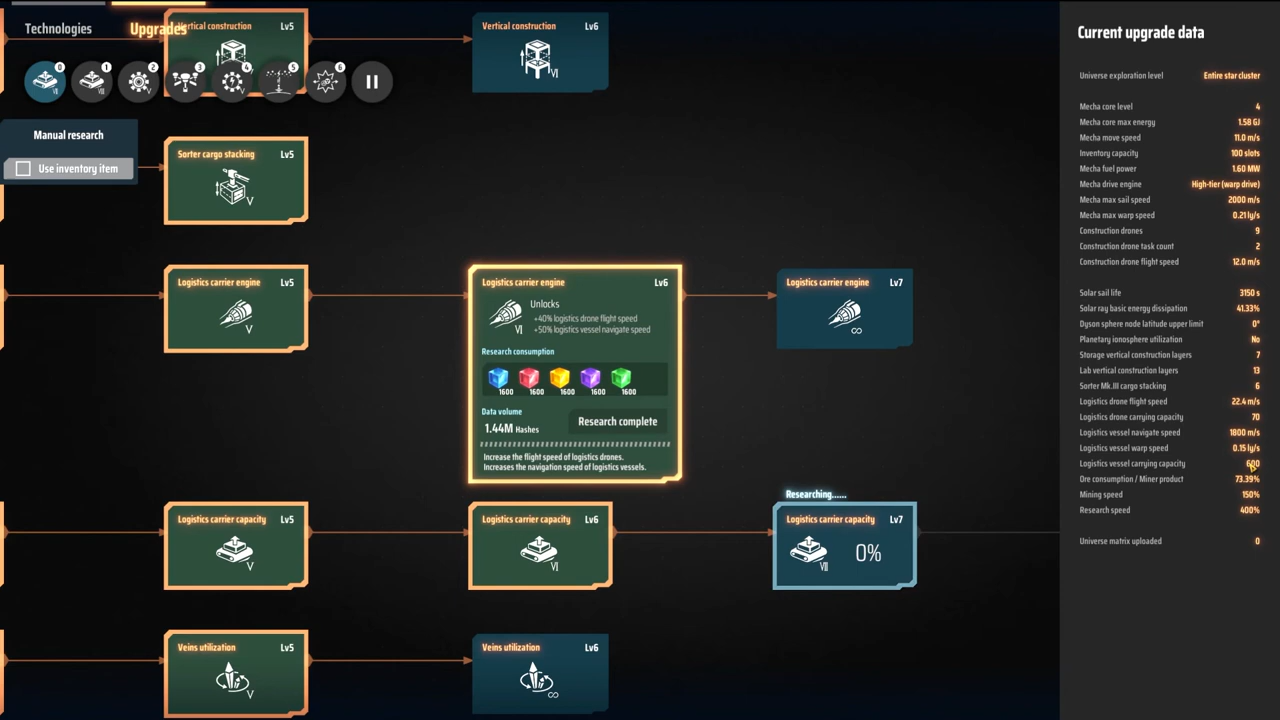 Technologies
Upgrades
0
1
2
3
4
5
6
Manual research
Use inventory item
Vertical construction Lv5
Vertical construction Lv6
VI
Sorter cargo stacking Lv5
V
Logistics carrier engine Lv5
V
Logistics carrier engine Lv6
VI
Unlocks
+40% logistics drone flight speed
+50% logistics vessel navigate speed
Research consumption
1600 1600 1600 1600 1600
Data volume
1.44M Hashes
Research complete
Increase the flight speed of logistics drones.
Increases the navigation speed of logistics vessels.
Logistics carrier engine Lv7
∞
Logistics carrier capacity Lv5
V
Logistics carrier capacity Lv6
VI
Researching......
Logistics carrier capacity Lv7
VII 0%
Veins utilization Lv5
V
Veins utilization Lv6
∞
Current upgrade data
Universe exploration level Entire star cluster
Mecha core level 4
Mecha core max energy 1.58 GJ
Mecha move speed 11.0 m/s
Inventory capacity 100 slots
Mecha fuel power 1.60 MW
Mecha drive engine High-tier (warp drive)
Mecha max sail speed 2000 m/s
Mecha max warp speed 0.21 ly/s
Construction drones 9
Construction drone task count 2
Construction drone flight speed 12.0 m/s
Solar sail life 3150 s
Solar ray basic energy dissipation 41.33%
Dyson sphere node latitude upper limit 0°
Planetary ionosphere utilization No
Storage vertical construction layers 7
Lab vertical construction layers 13
Sorter Mk.III cargo stacking 6
Logistics drone flight speed 22.4 m/s
Logistics drone carrying capacity 70
Logistics vessel navigate speed 1800 m/s
Logistics vessel warp speed 0.15 ly/s
Logistics vessel carrying capacity 600
Ore consumption / Miner product 73.39%
Mining speed 150%
Research speed 400%
Universe matrix uploaded 0